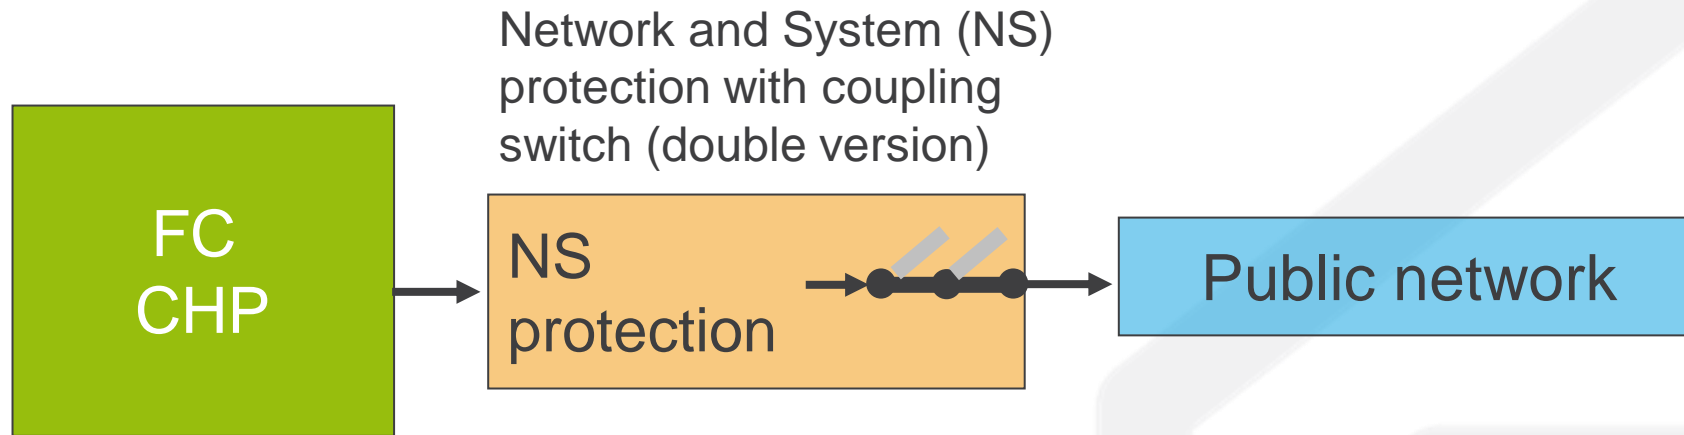 Network and System (NS)
protection with coupling
switch (double version)
FC
CHP
NS
protection
Public network